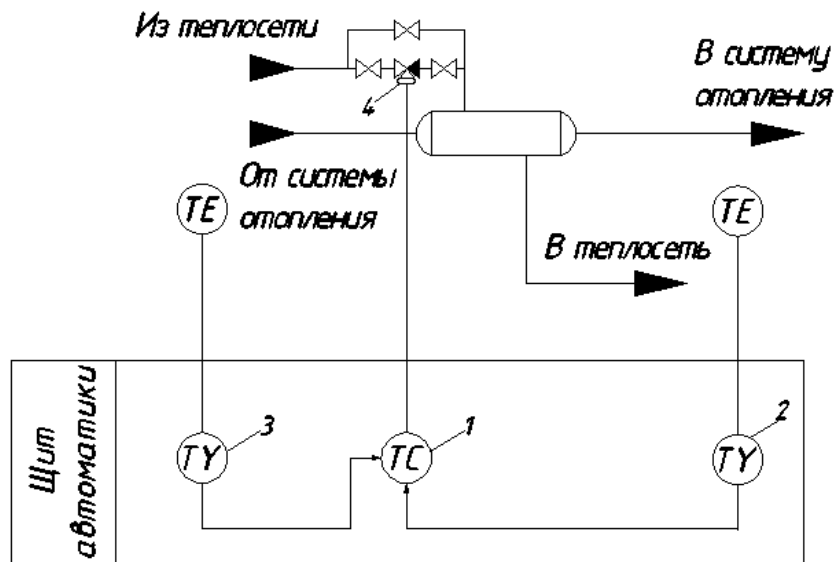 Из теплосети
В систему
отопления
4
От системы
отопления
TE
TE
В теплосеть
Щит
автоматики
TY
3
TC
1
TY
2